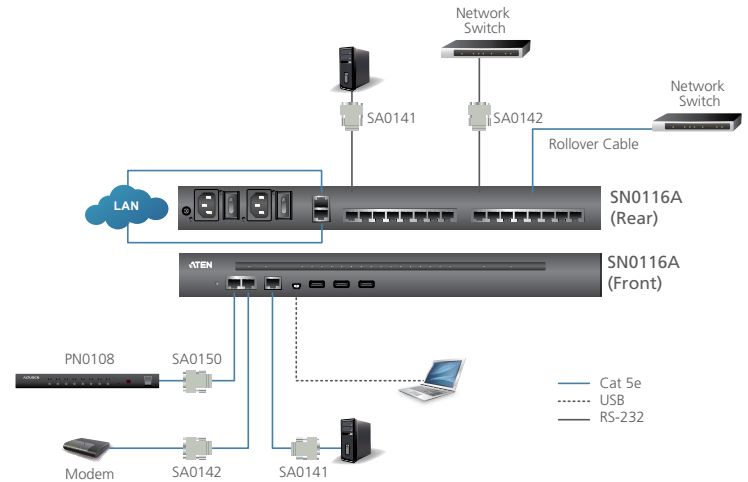 Network
Switch
Network
Switch
SA0141
SA0142
Rollover Cable
LAN
SN0116A
(Rear)
ATEN
SN0116A
(Front)
PN0108
SA0150
Cat 5e
USB
RS-232
Modem
SA0142
SA0141